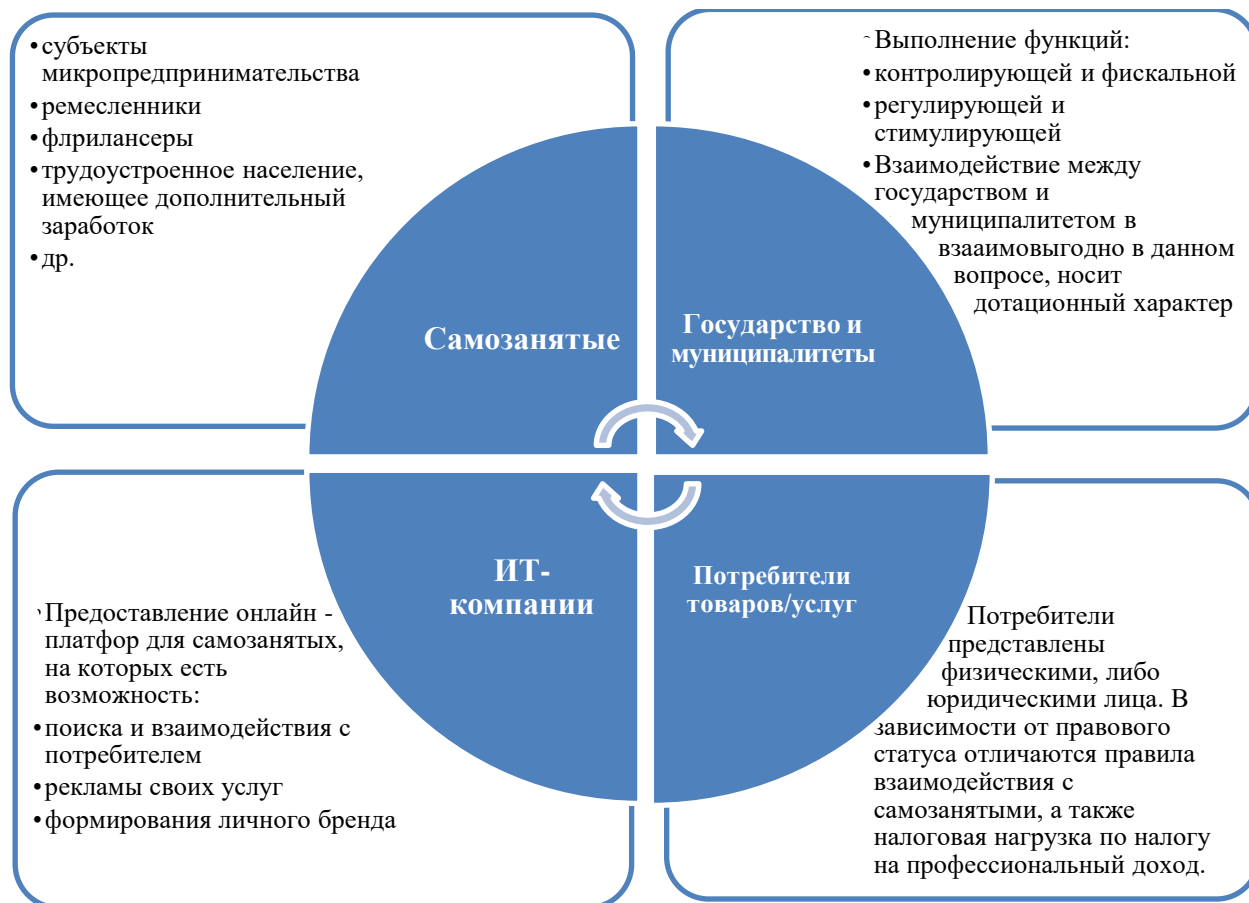 •субъекты
микропредпринимательства
•ремесленники
•флрилансеры
•трудоустроенное население,
имеющее дополнительный
заработок
•др.
Выполнение функций:
•контролирующей и фискальной
•регулирующей и
стимулирующей
•Взаимодействие между
государством и
муниципалитетом в
взааимовыгодно в данном
вопросе, носит
дотационный характер
Самозанятые
Государство и
муниципалитеты
ИТ-
компании
Потребители
товаров/услуг
Предоставление онлайн -
платфор для самозанятых,
на которых есть
возможность:
•поиска и взаимодействия с
потребителем
•рекламы своих услуг
•формирования личного бренда
Потребители
представлены
физическими, либо
юридическими лица. В
зависимости от правового
статуса отличаются правила
взаимодействия с
самозанятыми, а также
налоговая нагрузка по налогу
на профессиональный доход.